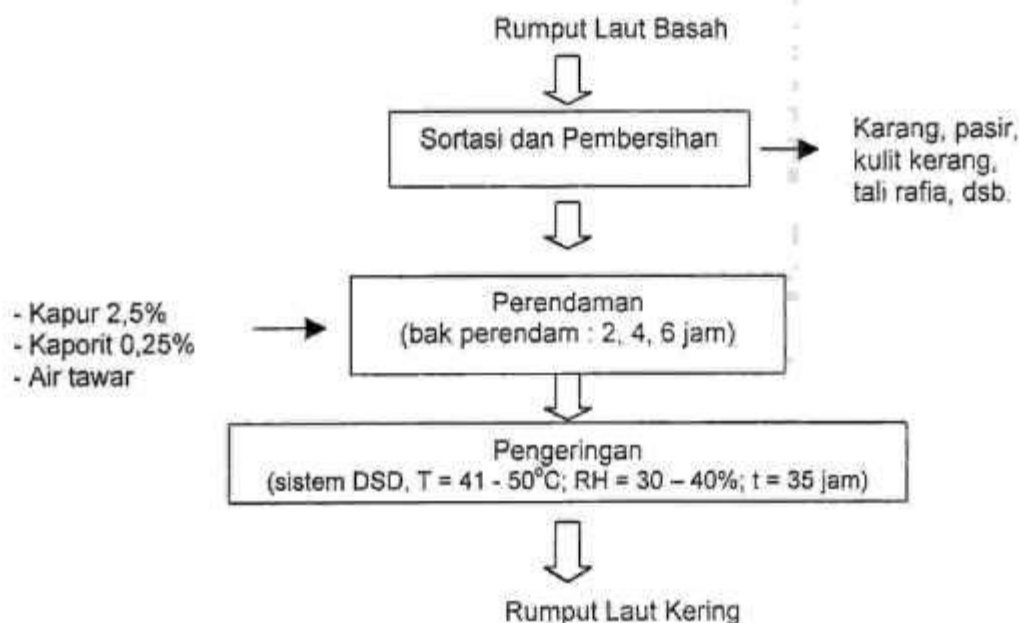 Rumput Laut Basah
Sortasi dan Pembersihan
Karang, pasir,
kulit kerang,
tali rafia, dsb.
- Kapur 2,5%
- Kaporit 0,25%
- Air tawar
Perendaman
(bak perendam : 2, 4, 6 jam)
Pengeringan
(sistem DSD, T = 41 - 50°C; RH = 30 – 40%; t = 35 jam)
Rumput Laut Kering